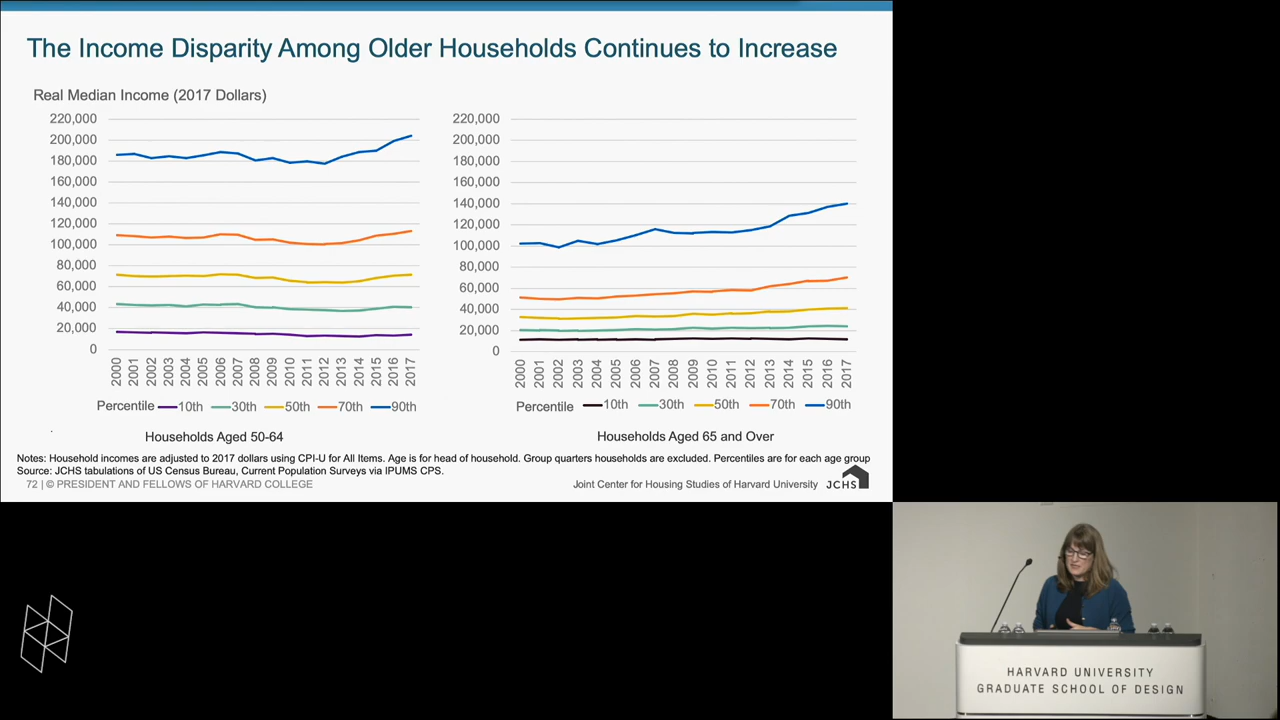 The Income Disparity Among Older Households Continues to Increase
Real Median Income (2017 Dollars)
220,000
200,000
180,000
160,000
140,000
120,000
100,000
80,000
60,000
40,000
20,000
0
2000 2001 2002 2003 2004 2005 2006 2007 2008 2009 2010 2011 2012 2013 2014 2015 2016 2017
Percentile 10th 30th 50th 70th 90th
Households Aged 50-64
220,000
200,000
180,000
160,000
140,000
120,000
100,000
80,000
60,000
40,000
20,000
0
2000 2001 2002 2003 2004 2005 2006 2007 2008 2009 2010 2011 2012 2013 2014 2015 2016 2017
Percentile 10th 30th 50th 70th 90th
Households Aged 65 and Over
Notes: Household incomes are adjusted to 2017 dollars using CPI-U for All Items. Age is for head of household. Group quarters households are excluded. Percentiles are for each age group
Source: JCHS tabulations of US Census Bureau, Current Population Surveys via IPUMS CPS.
72 | © PRESIDENT AND FELLOWS OF HARVARD COLLEGE
Joint Center for Housing Studies of Harvard University JCHS
HARVARD UNIVERSITY
GRADUATE SCHOOL OF DESIGN